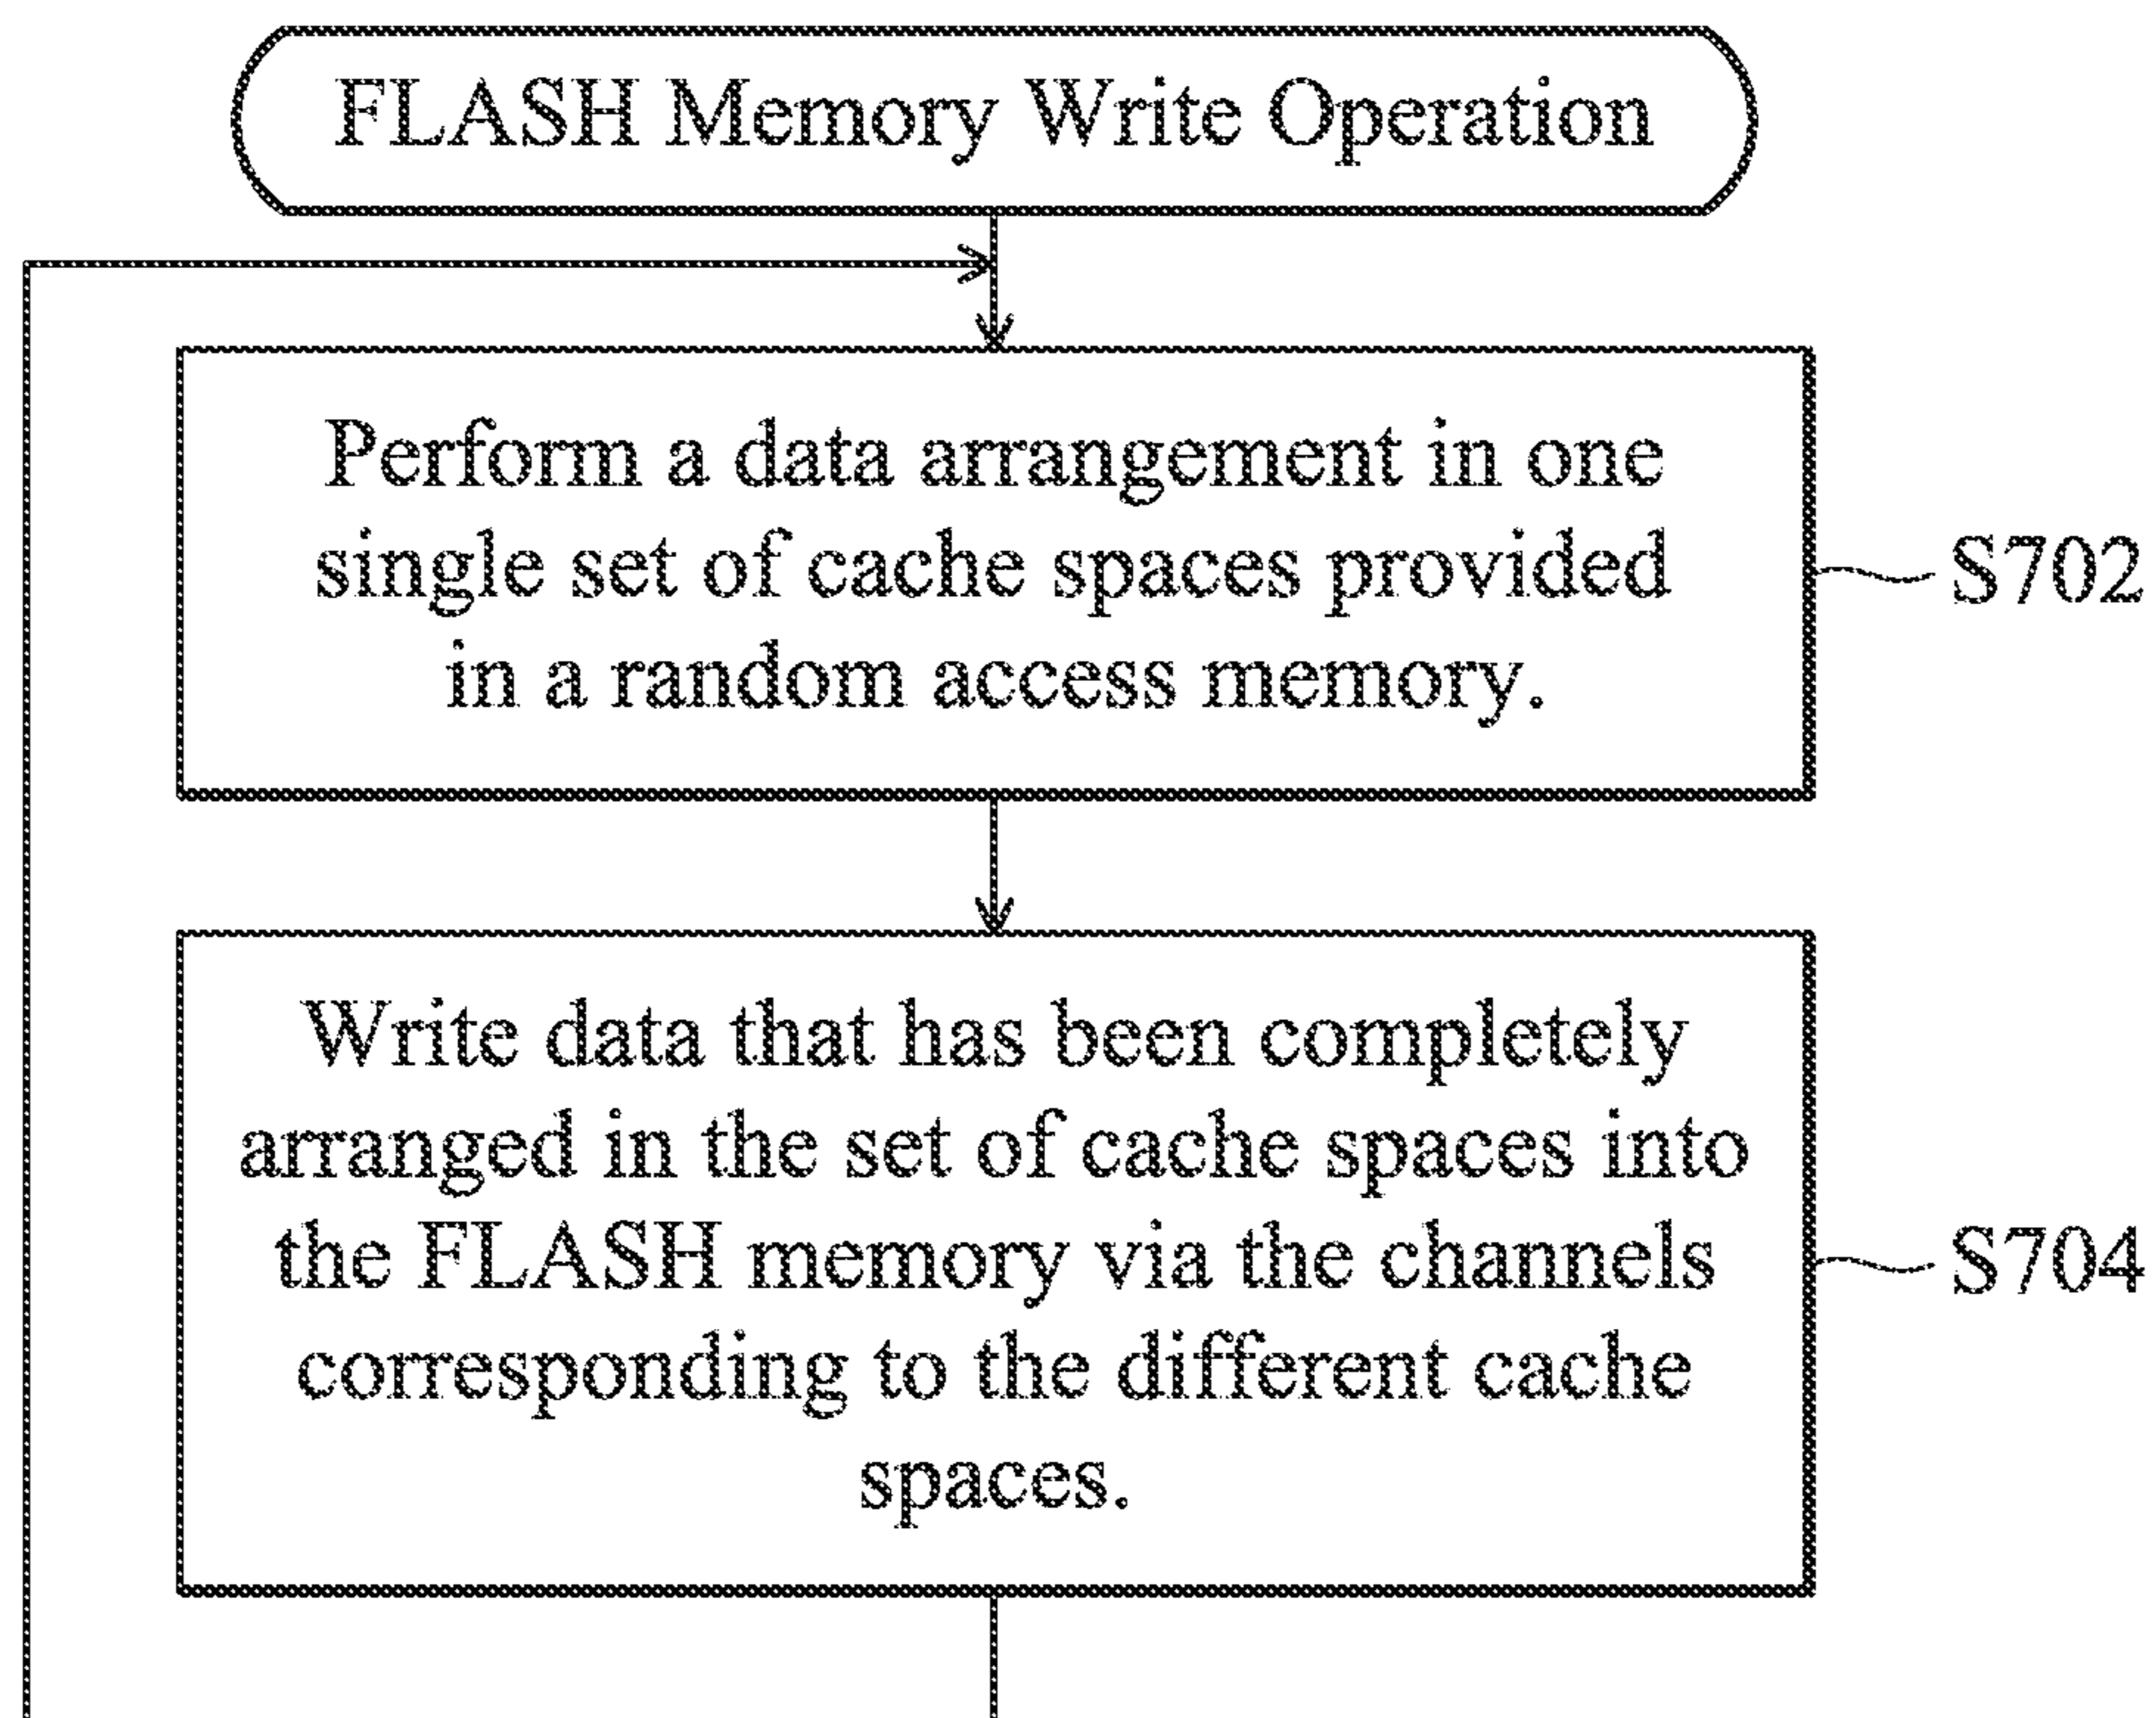 FLASH Memory Write Operation
Perform a data arrangement in one
single set of cache spaces provided
in a random access memory.
S702
Write data that has been completely
arranged in the set of cache spaces into
the FLASH memory via the channels
corresponding to the different cache
spaces.
S704